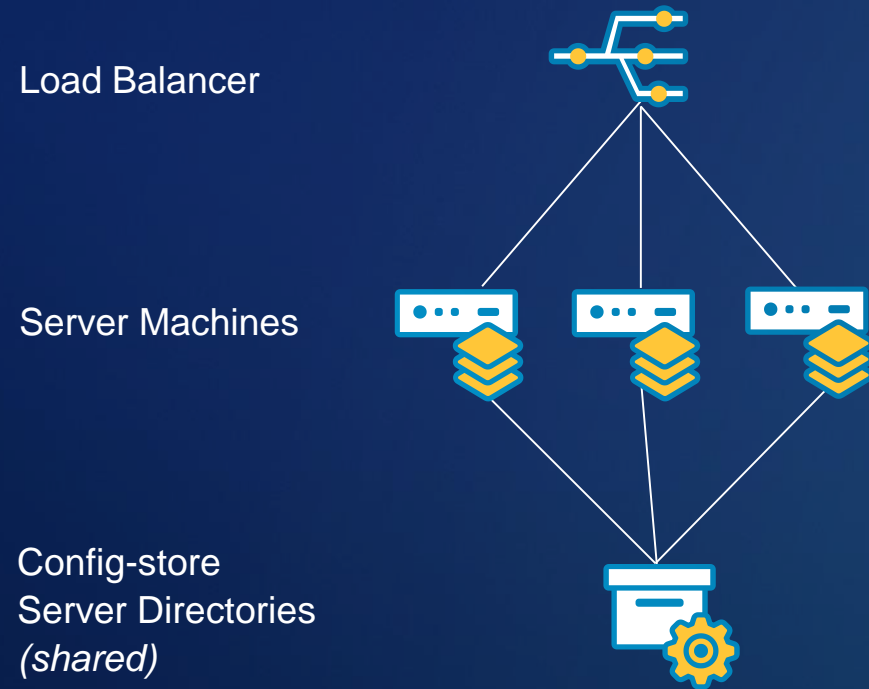 Load Balancer
Server Machines
Config-store
Server Directories
(shared)